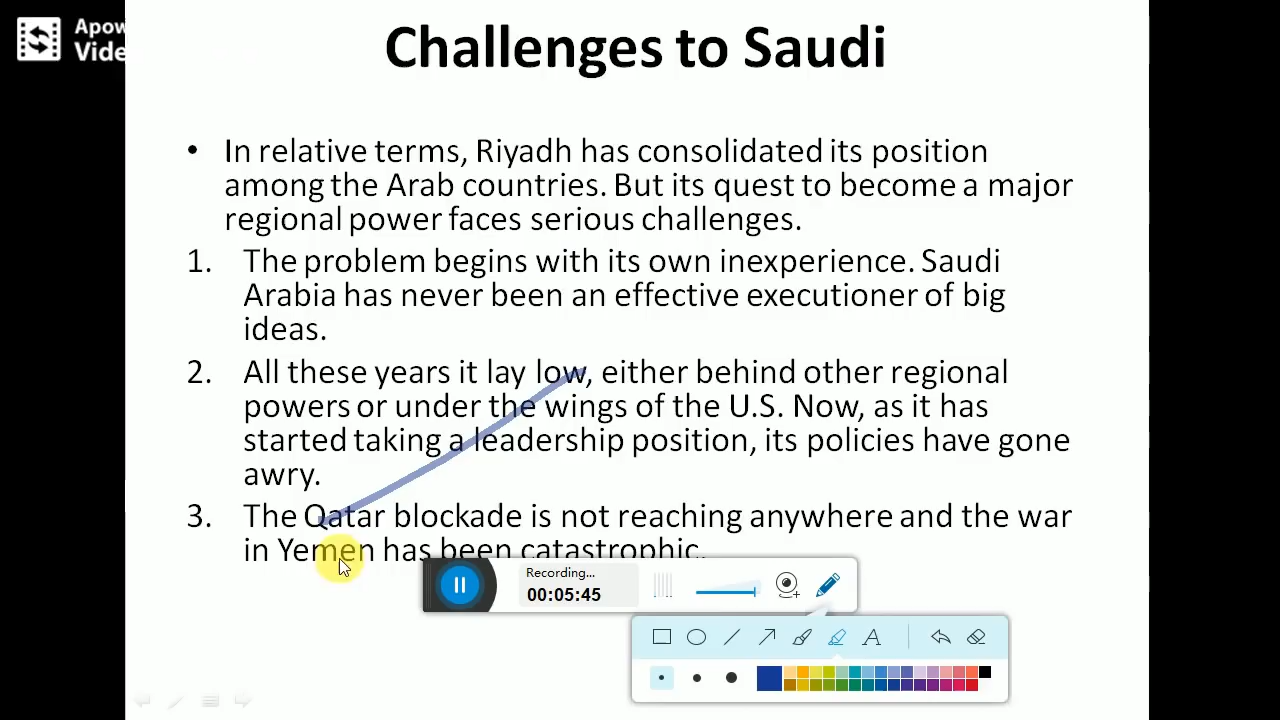 Apow
Vide
Challenges to Saudi
• In relative terms, Riyadh has consolidated its position
among the Arab countries. But its quest to become a major
regional power faces serious challenges.
1. The problem begins with its own inexperience. Saudi
Arabia has never been an effective executioner of big
ideas.
2. All these years it lay low, either behind other regional
powers or under the wings of the U.S. Now, as it has
started taking a leadership position, its policies have gone
awry.
3. The Qatar blockade is not reaching anywhere and the war
in Yemen has been catastrophic.
Recording...
00:05:45
A